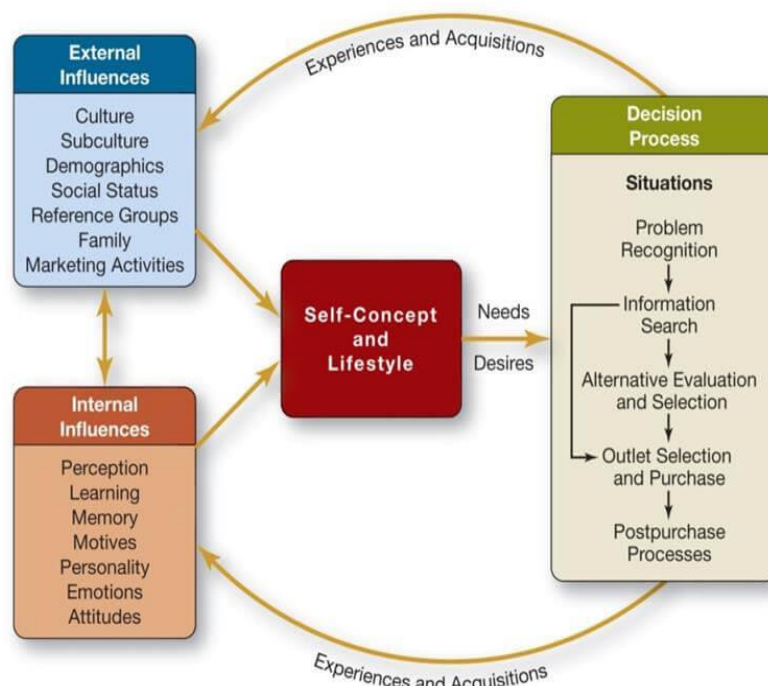 External
Influences
Culture
Subculture
Demographics
Social Status
Reference Groups
Family
Marketing Activities
Internal
Influences
Perception
Learning
Memory
Motives
Personality
Emotions
Attitudes
Experiences and Acquisitions
Self-Concept
and
Lifestyle
Needs
Desires
Decision
Process
Situations
Problem
Recognition
Information
Search
Alternative Evaluation
and Selection
Outlet Selection
and Purchase
Postpurchase
Processes
Experiences and Acquisitions